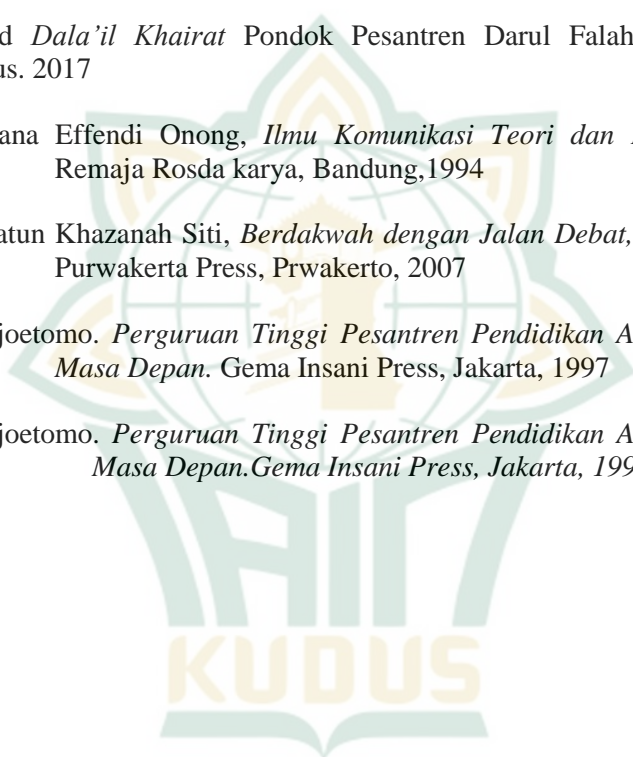 d Dala’il Khairat Pondok Pesantren Darul Falah
us. 2017
ana Effendi Onong, Ilmu Komunikasi Teori dan
Remaja Rosda karya, Bandung,1994
atun Khazanah Siti, Berdakwah dengan Jalan Debat,
Purwakerta Press, Prwakerto, 2007
joetomo. Perguruan Tinggi Pesantren Pendidikan A
Masa Depan. Gema Insani Press, Jakarta, 1997
joetomo. Perguruan Tinggi Pesantren Pendidikan A
Masa Depan.Gema Insani Press, Jakarta, 199
IAIN
KUDUS